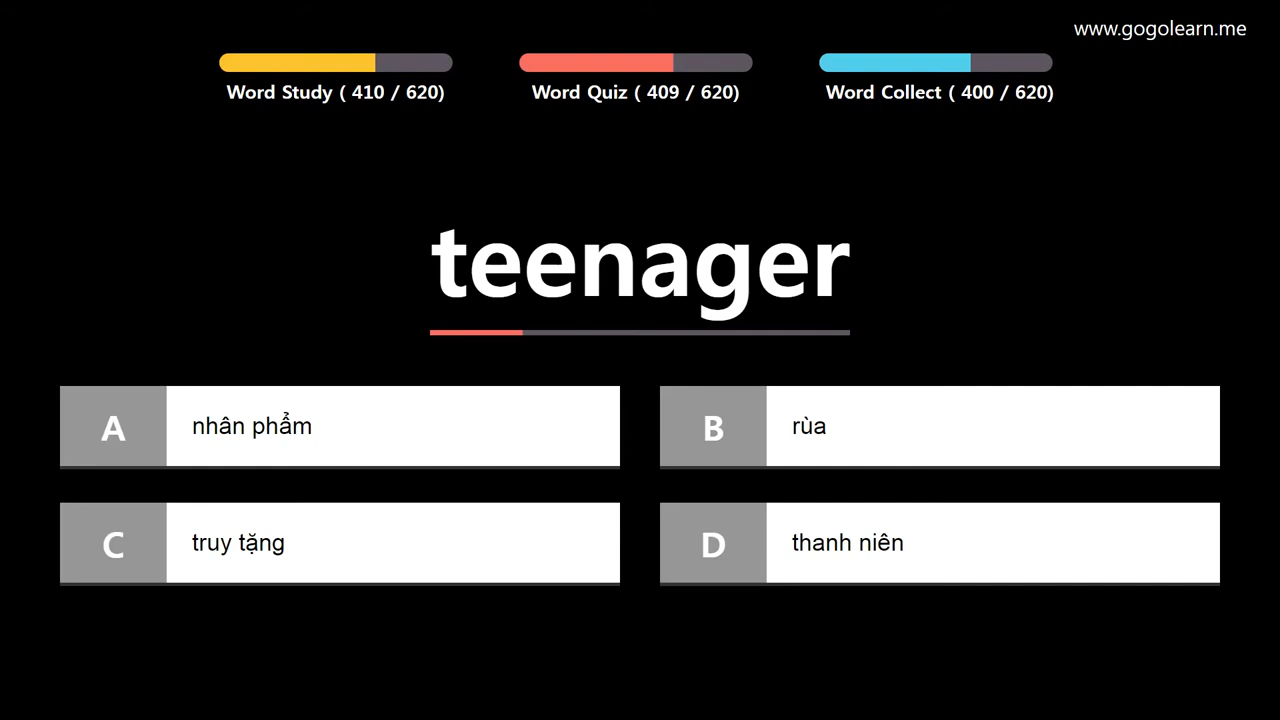 www.gogolearn.me
Word Study ( 410 / 620)
Word Quiz ( 409 / 620)
Word Collect ( 400 / 620)
teenager
A nhân phẩm
B rùa
C truy tặng
D thanh niên